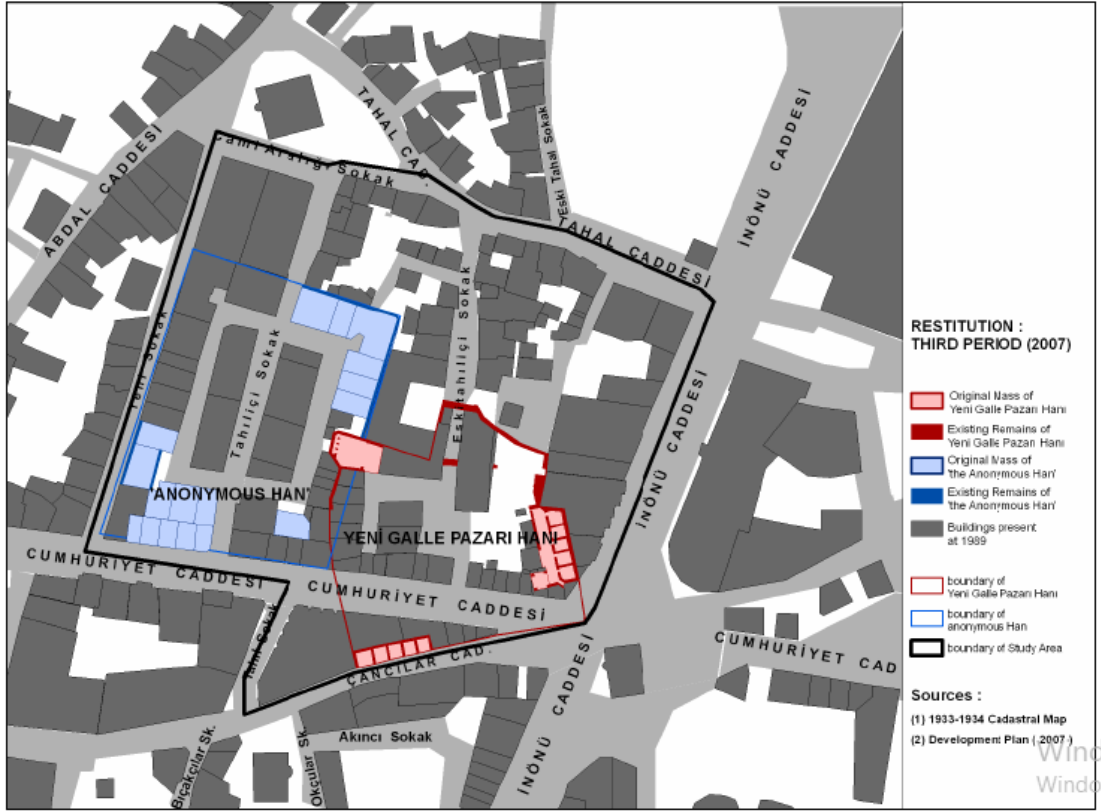 ABDAL CADDESİ
TAHAL CAD.
Cami Aralığı Sokak
Eski Tahal Sokak
TAHAL CADDESİ
İNÖNÜ CADDESİ
Yeni Sokak
Tahıliçi Sokak
Eski tahıliçi Sokak
İNÖNÜ CADDESİ
'ANONYMOUS HAN'
YENİ GALLE PAZARI HANI
CUMHURİYET CADDESİ
CUMHURİYET CADDESİ
CUMHURİYET CAD
Tahıl Sokak
ÇANCILAR CAD.
İNÖNÜ CADDESİ
Bıçakçılar Sk.
Okçular Sk.
Akıncı Sokak
RESTITUTION :
THIRD PERIOD (2007)
Original Mass of
Yeni Galle Pazarı Hanı
Existing Remains of
Yeni Galle Pazarı Hanı
Original Mass of
'the Anonymous Han'
Existing Remains of
'the Anonymous Han'
Buildings present
at 1989
boundary of
Yeni Galle Pazarı Hanı
boundary of
anonymous Han
boundary of Study Area
Sources :
(1) 1933-1934 Cadastral Map
(2) Development Plan ( 2007 )
Wind
Windo